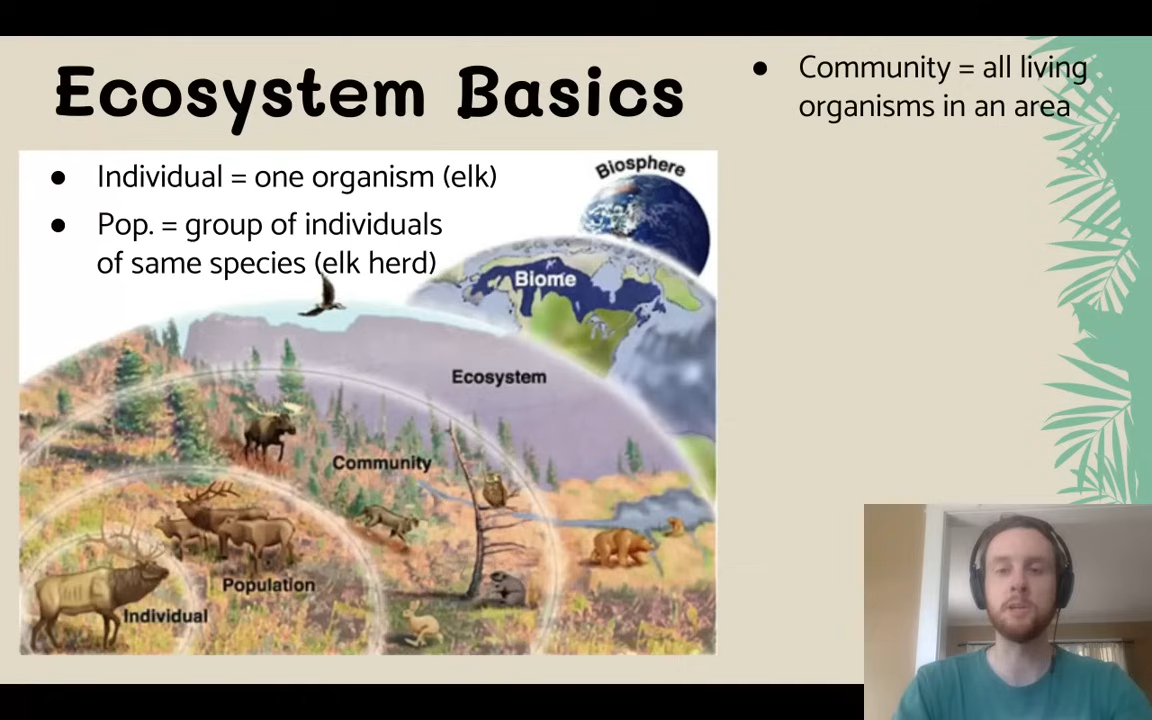 Ecosystem Basics
● Individual = one organism (elk)
● Pop. = group of individuals
of same species (elk herd)
● Community = all living
organisms in an area
Biosphere
Biome
Ecosystem
Community
Population
Individual